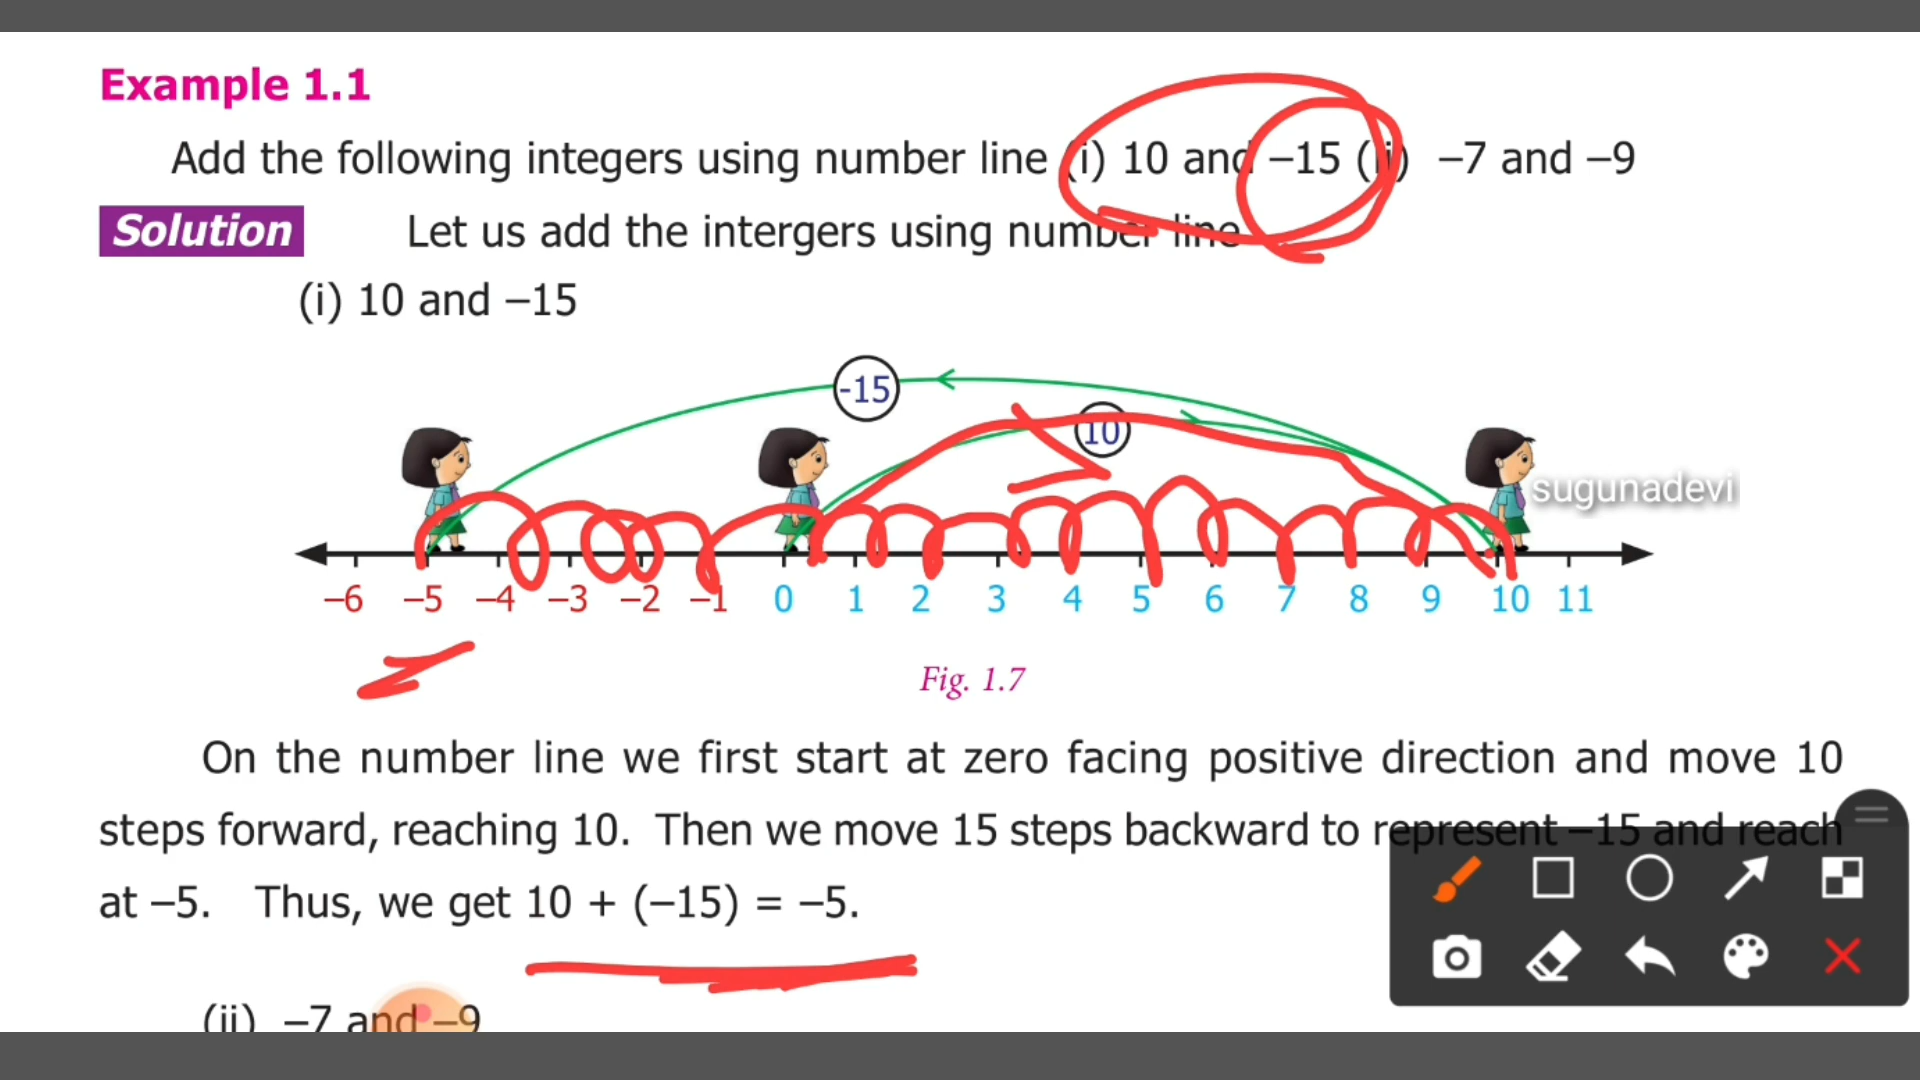 Example 1.1
Add the following integers using number line (i) 10 and –15 (ii) –7 and –9
Solution Let us add the intergers using number line
(i) 10 and –15
-15
10
sugunadevi
–6 –5 –4 –3 –2 –1 0 1 2 3 4 5 6 7 8 9 10 11
Fig. 1.7
On the number line we first start at zero facing positive direction and move 10
steps forward, reaching 10. Then we move 15 steps backward to represent –15 and reach
at –5. Thus, we get 10 + (–15) = –5.
(ii) –7 and –9